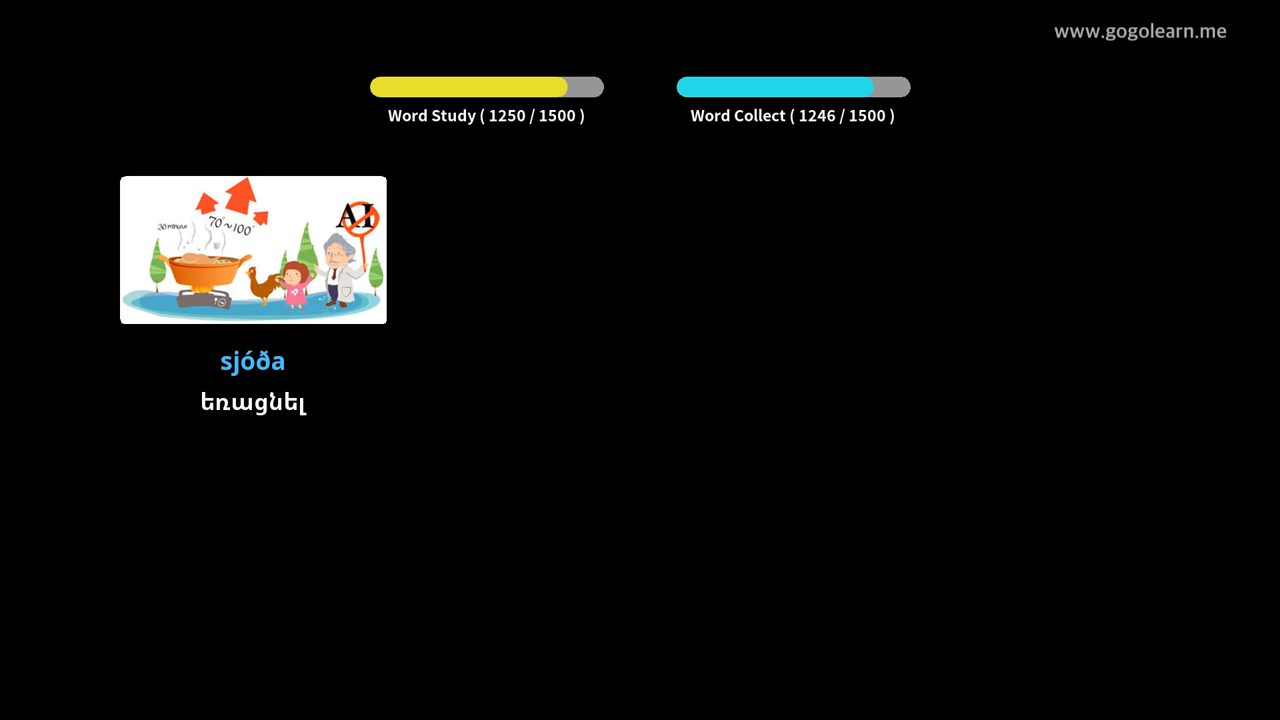 www.gogolearn.me
Word Study ( 1250 / 1500 )
Word Collect ( 1246 / 1500 )
30 minute
70°~100°
AI
sjóða
եռացնել